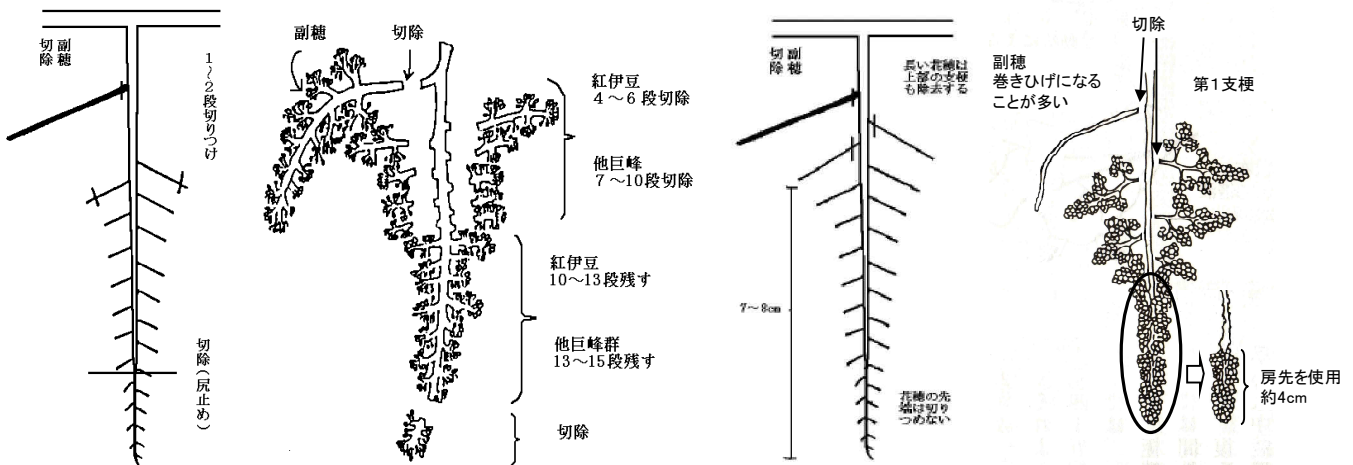 副穂
切除
1～2段切りつけ
切除(尻止め)
副穂
切除
紅伊豆
4～6段切除
他巨峰
7～10段切除
紅伊豆
10～13段残す
他巨峰群
13～15段残す
切除
副穂
切除
長い花穂は
上部の支梗
も除去する
7～8cm
花穂の先
端は切り
つめない
切除
副穂
巻きひげになる
ことが多い
第1支梗
房先を使用
約4cm